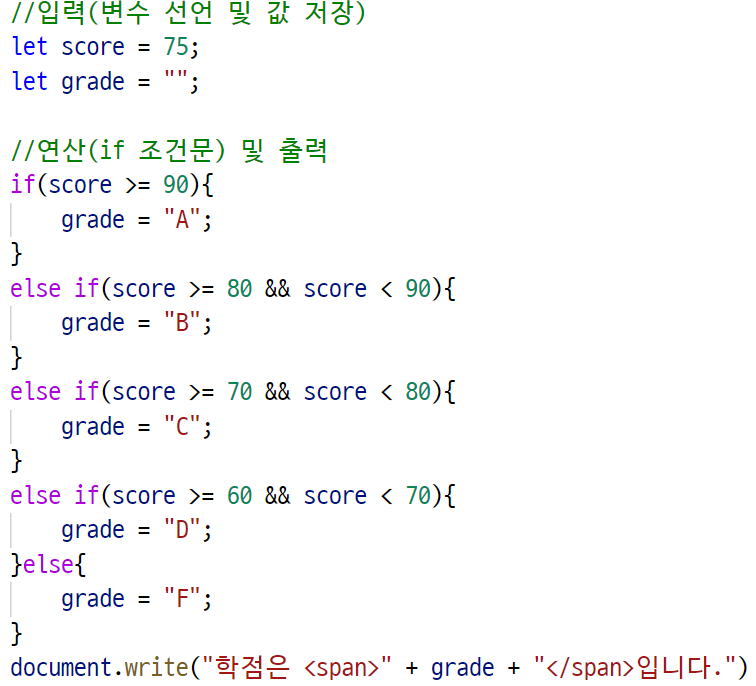 //입력(변수 선언 및 값 저장)
let score = 75;
let grade = "";
//연산(if 조건문) 및 출력
if(score >= 90){
grade = "A";
}
else if(score >= 80 && score < 90){
grade = "B";
}
else if(score >= 70 && score < 80){
grade = "C";
}
else if(score >= 60 && score < 70){
grade = "D";
}else{
grade = "F";
}
document.write("학점은 <span>" + grade + "</span>입니다.")